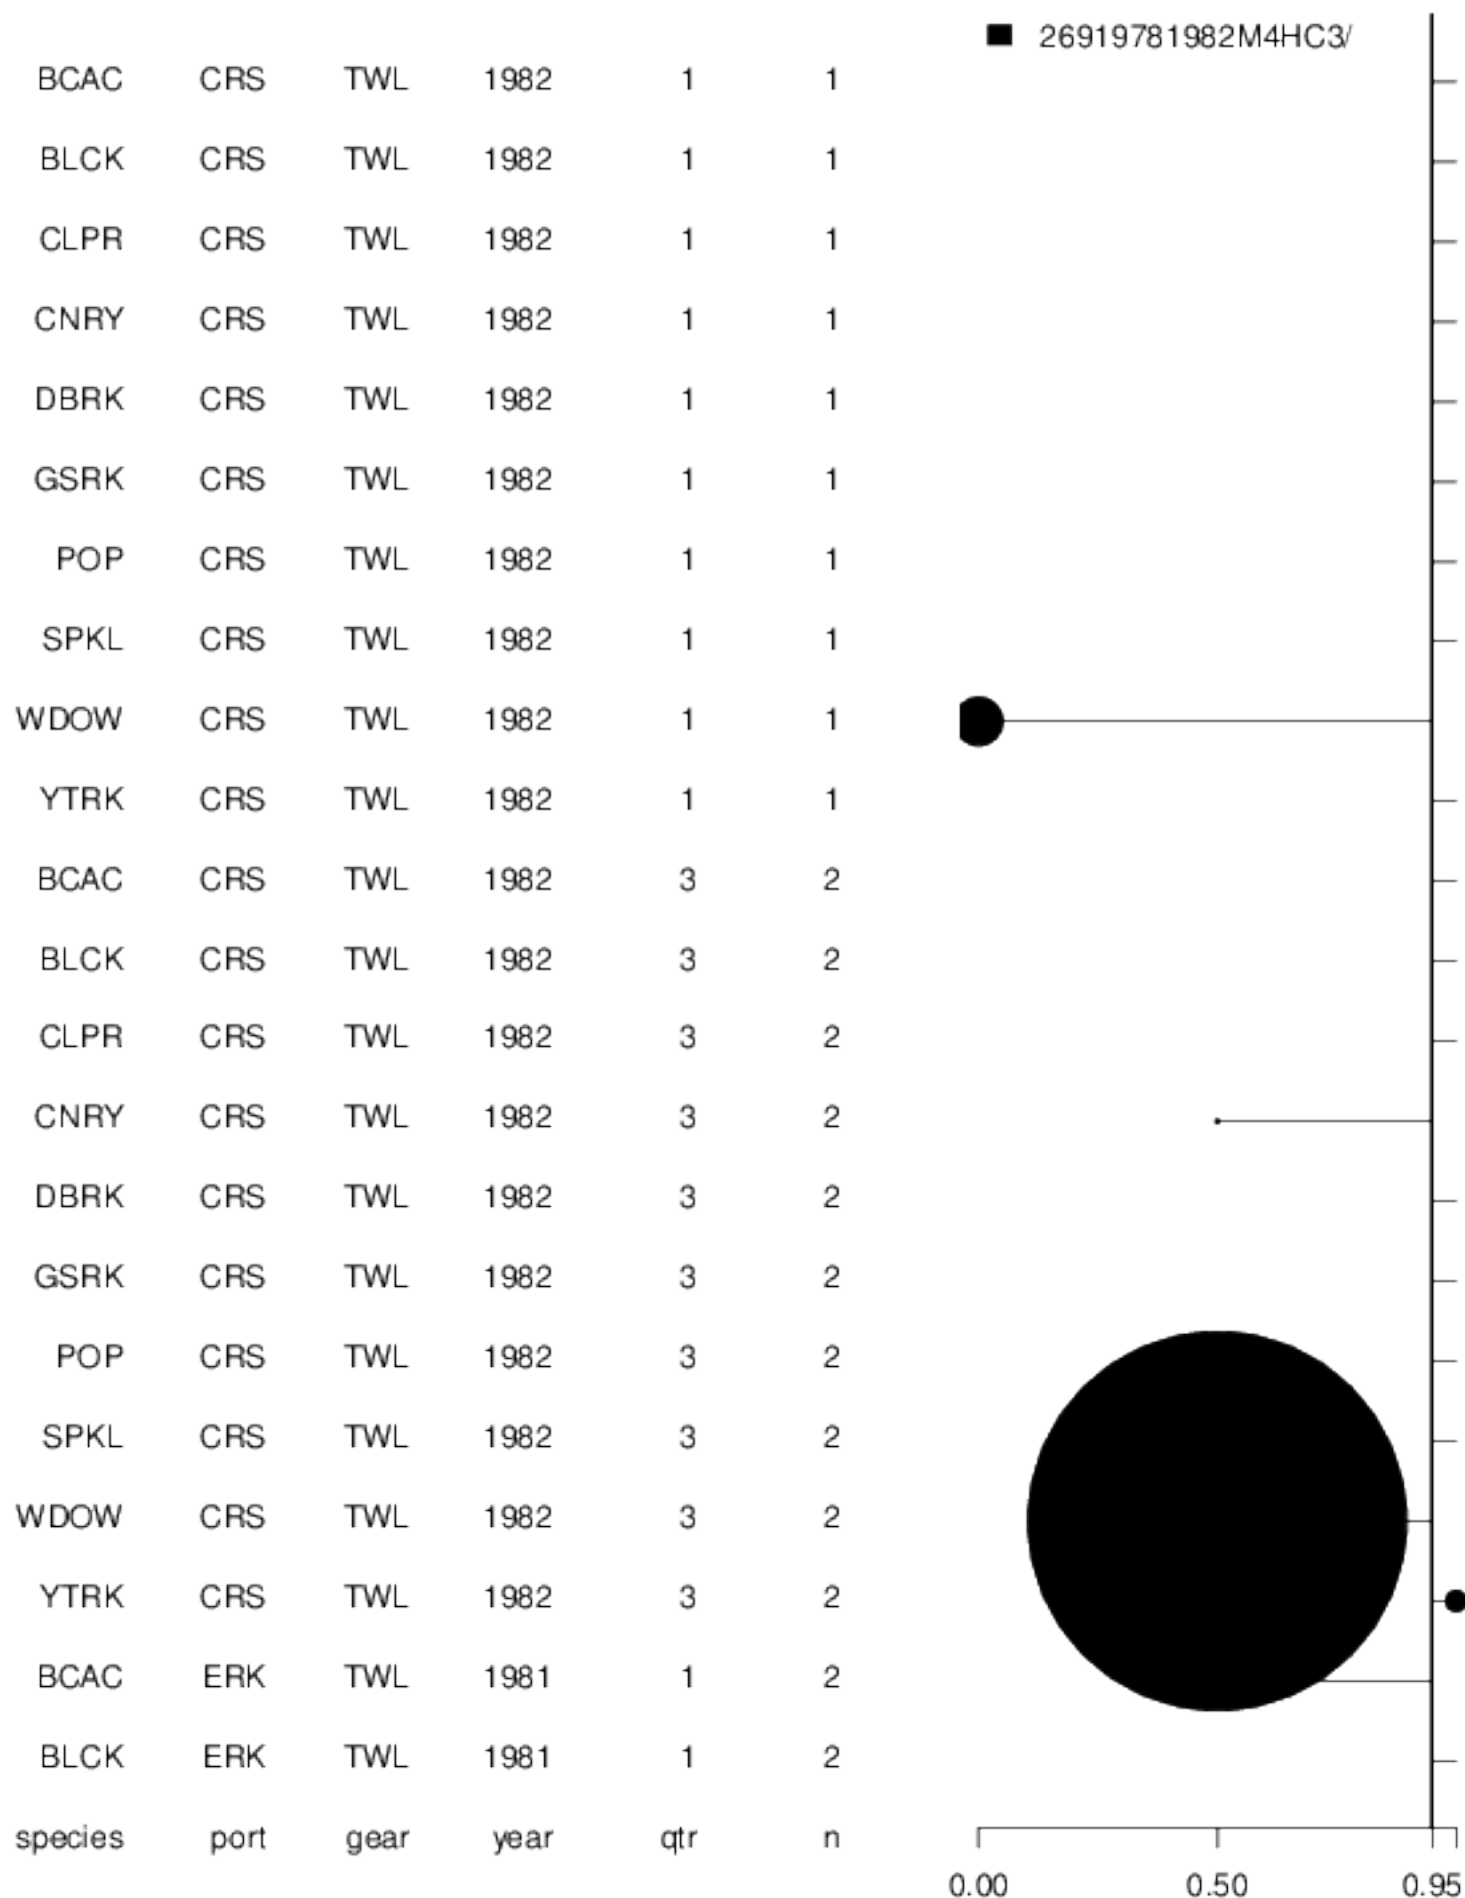 26919781982M4HC3/
BCAC CRS TWL 1982 1 1
BLCK CRS TWL 1982 1 1
CLPR CRS TWL 1982 1 1
CNRY CRS TWL 1982 1 1
DBRK CRS TWL 1982 1 1
GSRK CRS TWL 1982 1 1
POP CRS TWL 1982 1 1
SPKL CRS TWL 1982 1 1
WDOW CRS TWL 1982 1 1
YTRK CRS TWL 1982 1 1
BCAC CRS TWL 1982 3 2
BLCK CRS TWL 1982 3 2
CLPR CRS TWL 1982 3 2
CNRY CRS TWL 1982 3 2
DBRK CRS TWL 1982 3 2
GSRK CRS TWL 1982 3 2
POP CRS TWL 1982 3 2
SPKL CRS TWL 1982 3 2
WDOW CRS TWL 1982 3 2
YTRK CRS TWL 1982 3 2
BCAC ERK TWL 1981 1 2
BLCK ERK TWL 1981 1 2
species port gear year qtr n
0.00 0.50 0.95